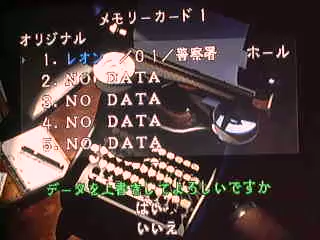 メモリーカード1
オリジナル
1. レオン /01/警察署 ホール
2. NO DATA
3. NO DATA
4. NO DATA
5. NO DATA
データを上書きしてよろしいですか
はい
いいえ